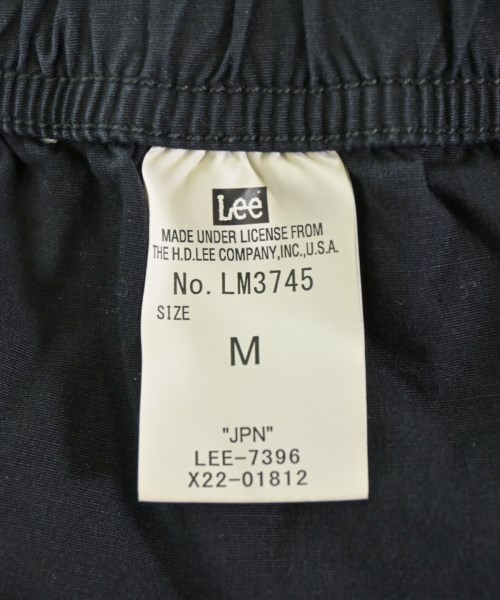 Lee
MADE UNDER LICENSE FROM
THE H.D.LEE COMPANY,INC.,U.S.A.
No. LM3745
SIZE
M
"JPN"
LEE-7396
X22-01812